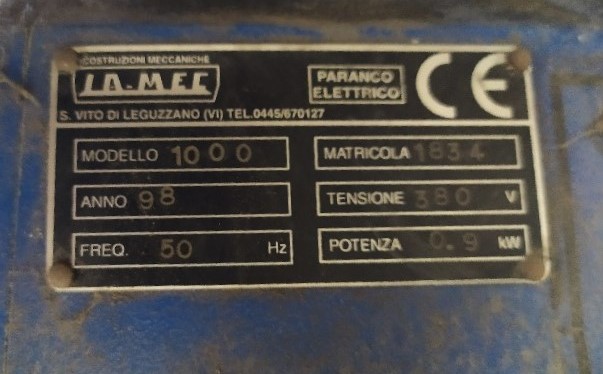 COSTRUZIONI MECCANICHE
LA-MEC
PARANCO
ELETTRICO
CE
S. VITO DI LEGUZZANO (VI) TEL.0445/670127
MODELLO 1000
MATRICOLA 1834
ANNO 98
TENSIONE 380 V
FREQ. 50 Hz
POTENZA 0.9 kW